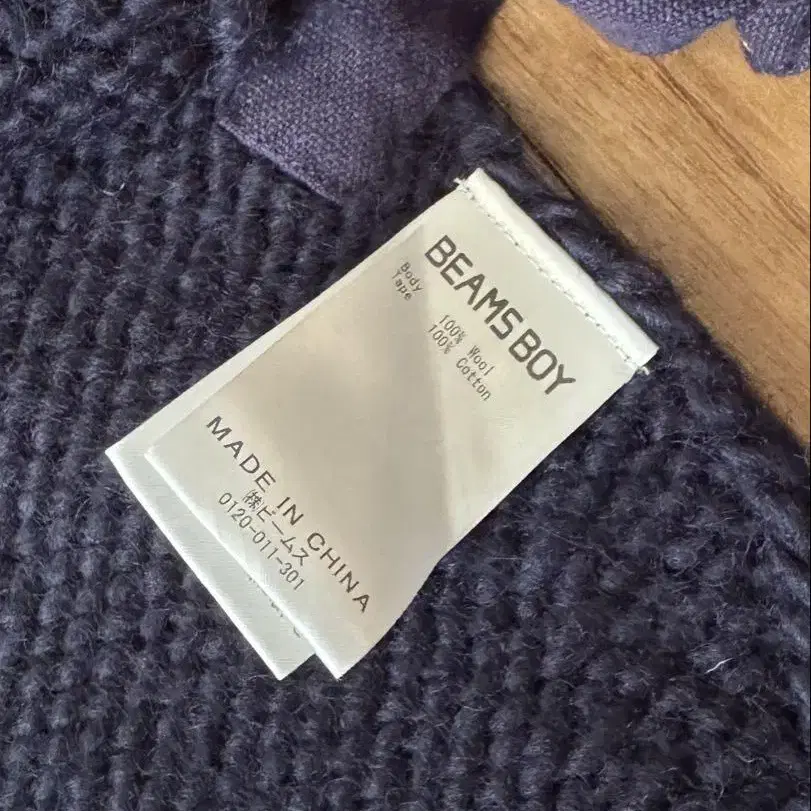 BEAMS BOY
Body 100% Wool
Tape 100% Cotton
MADE IN CHINA
㈱ビームス
0120-011-301